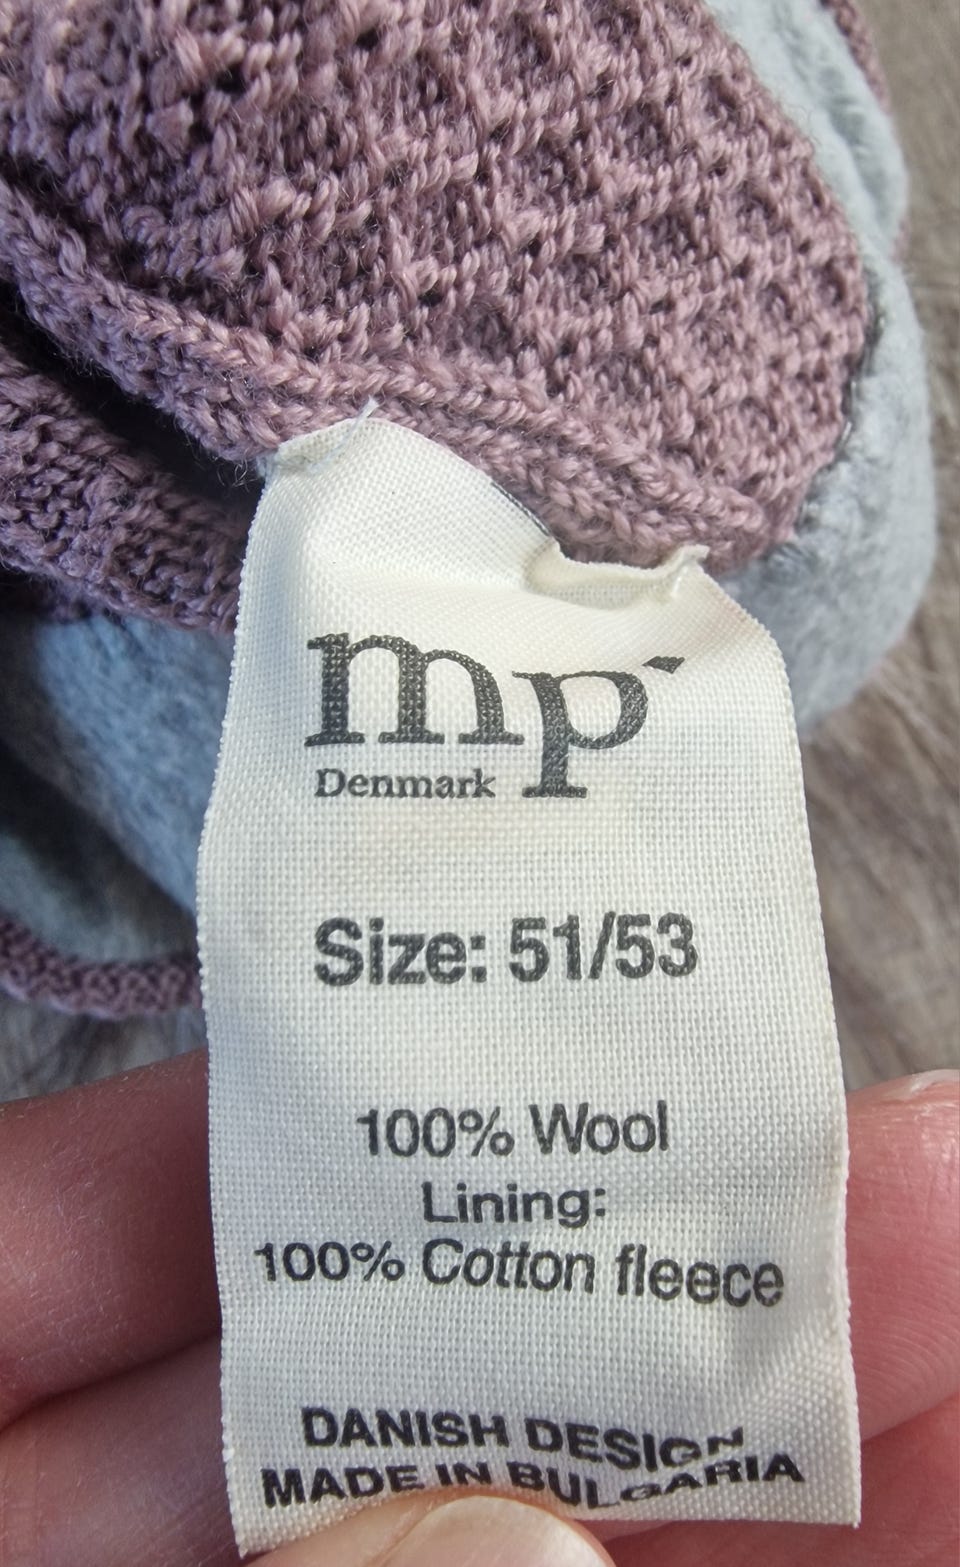 mp´
Denmark
Size: 51/53
100% Wool
Lining:
100% Cotton fleece
DANISH DESIGN
MADE IN BULGARIA